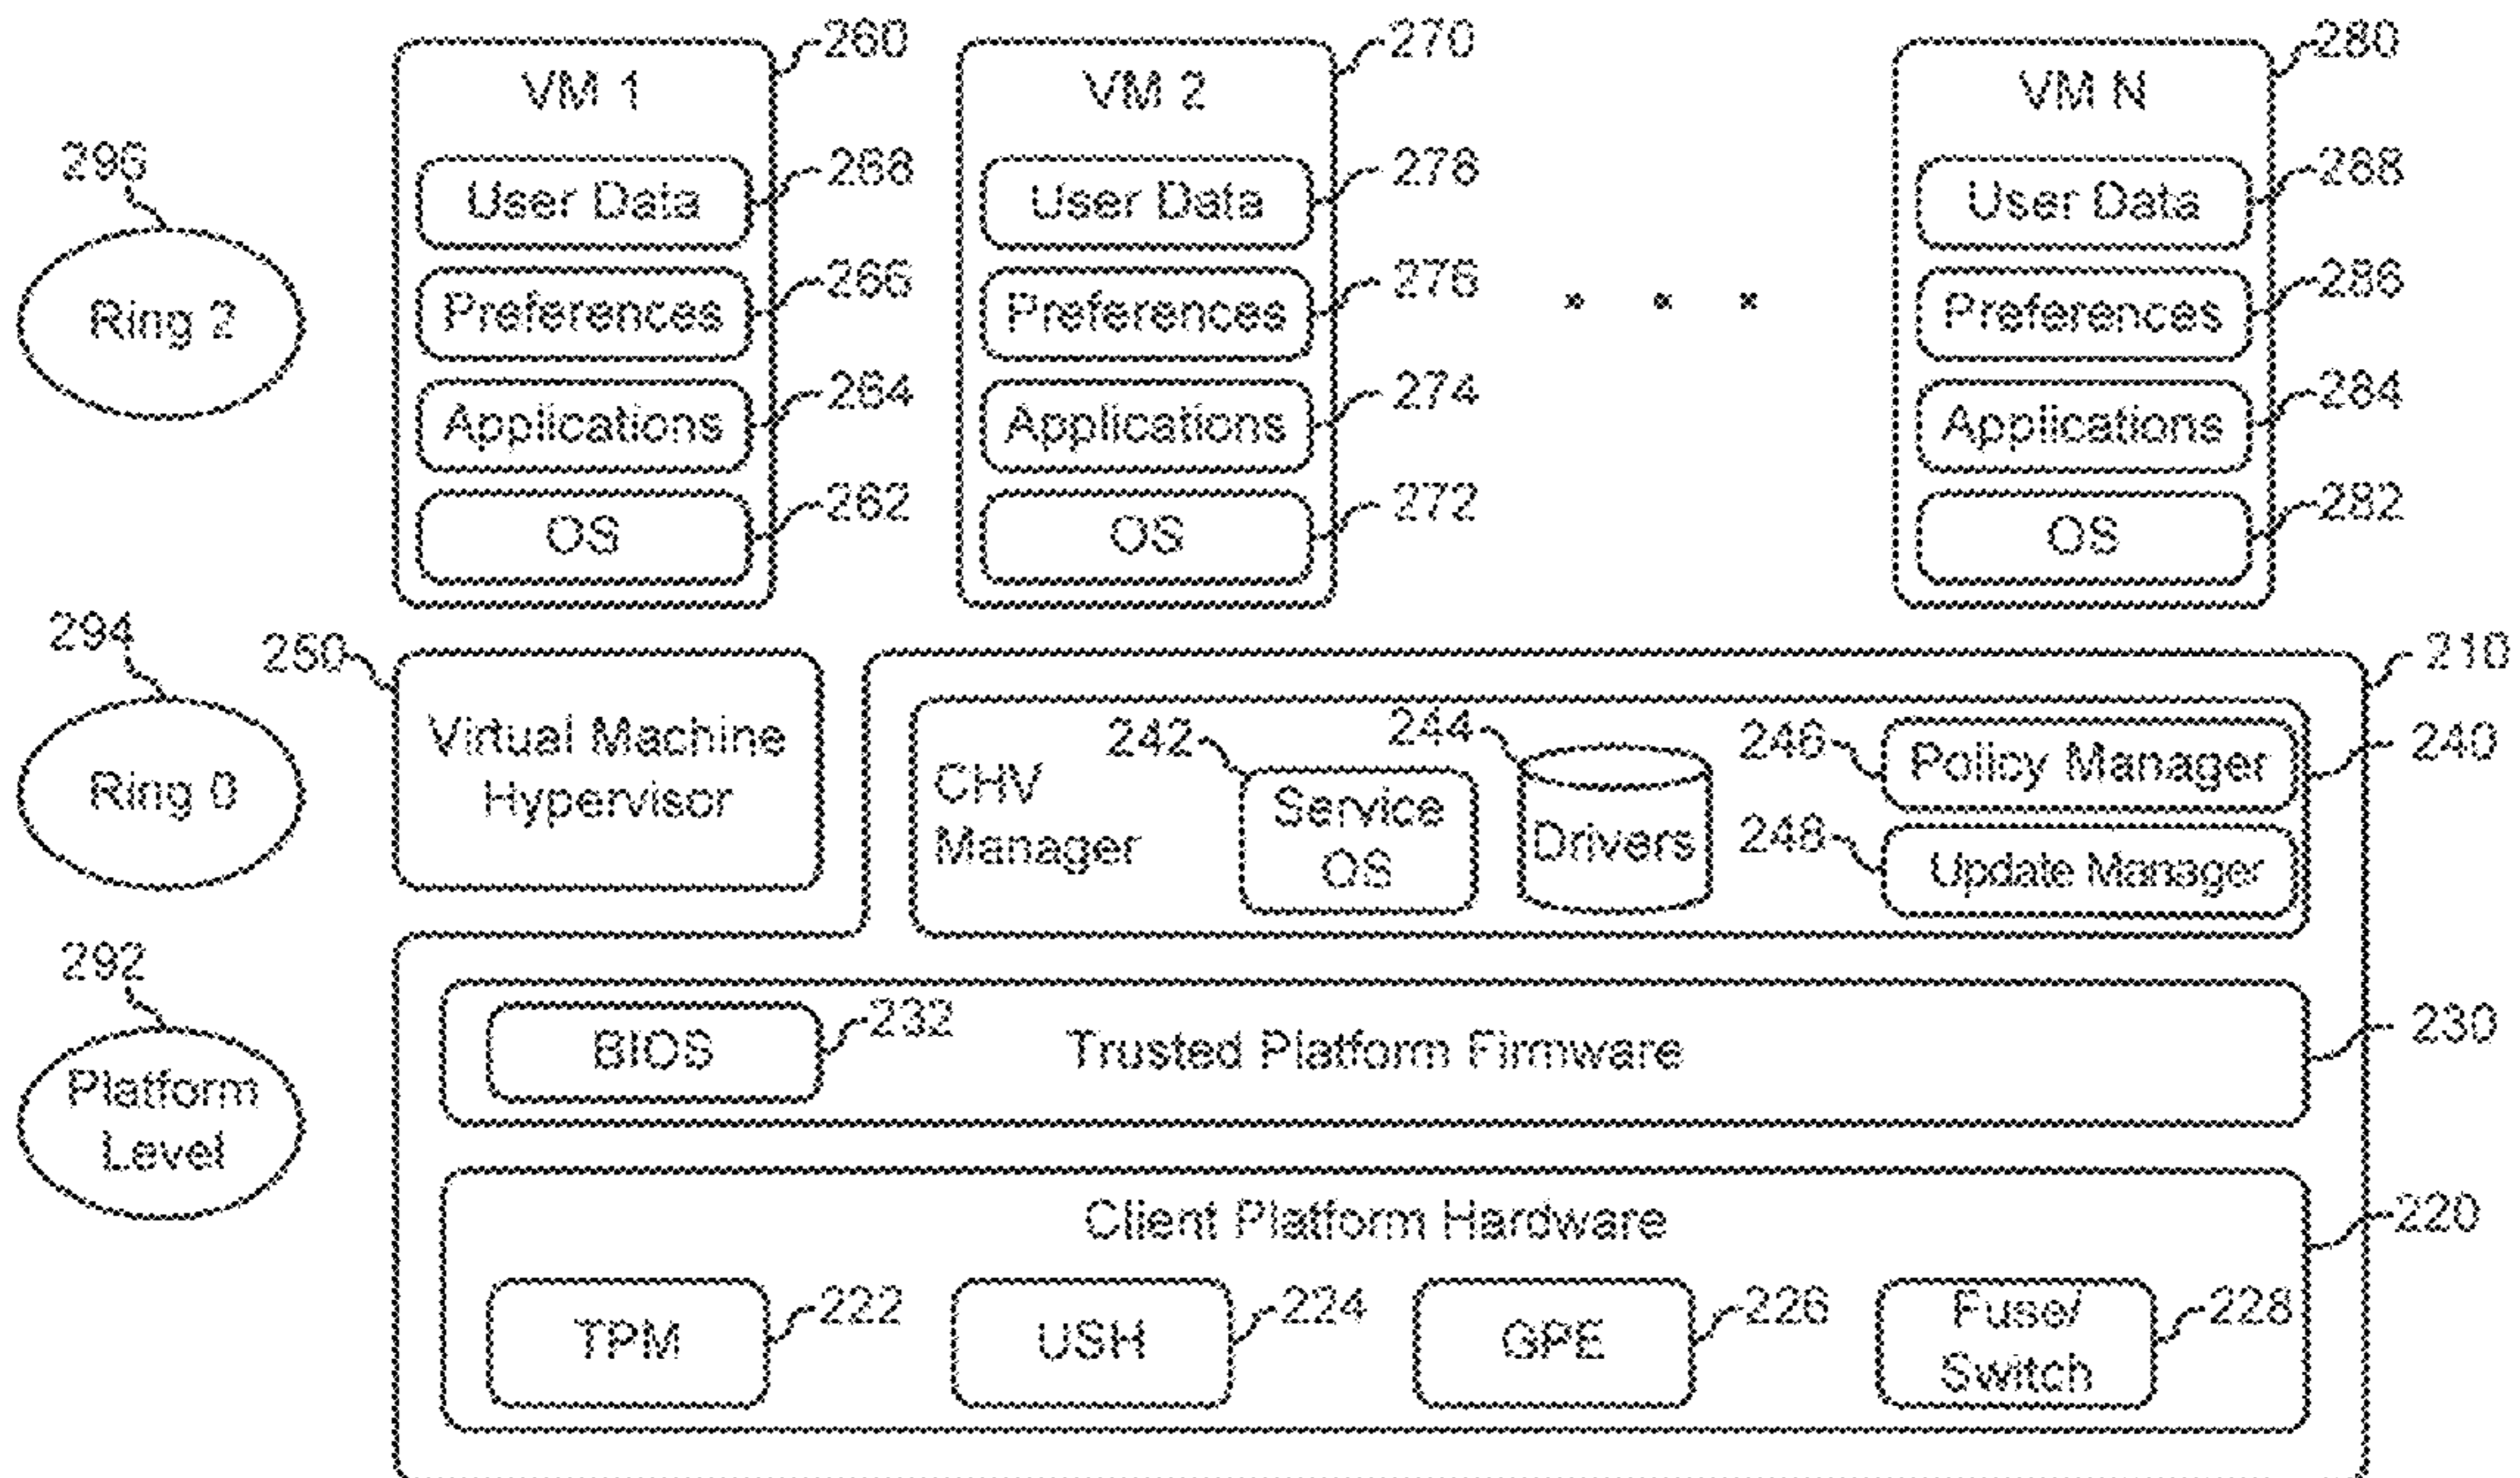 260
270
280
VM 1
VM 2
VM N
296
268
278
288
User Data
User Data
User Data
266
276
286
Ring 2
Preferences
Preferences
Preferences
264
274
284
Applications
Applications
Applications
262
272
282
OS
OS
OS
294
250
210
Virtual Machine
Hypervisor
CHV
Manager
242
Service
OS
244
Drivers
246
Policy Manager
240
248
Update Manager
Ring 0
292
BIOS
232
Trusted Platform Firmware
230
Platform
Level
Client Platform Hardware
220
TPM
222
USH
224
GPE
226
Fuse/
Switch
228